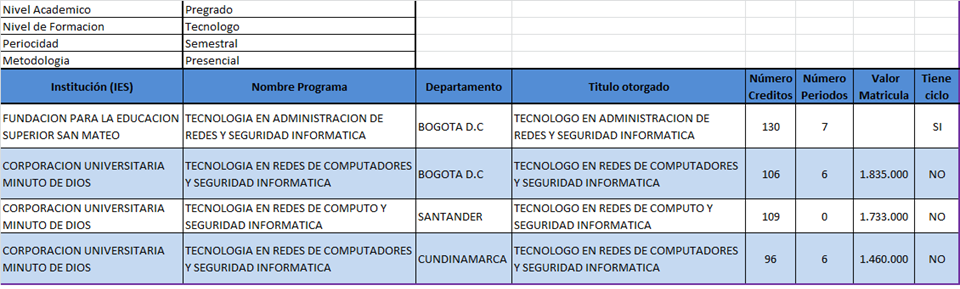 Nivel Academico Pregrado
Nivel de Formacion Tecnologo
Periocidad Semestral
Metodologia Presencial
Institución (IES) Nombre Programa Departamento Titulo otorgado Número Creditos Número Periodos Valor Matricula Tiene ciclo
FUNDACION PARA LA EDUCACION SUPERIOR SAN MATEO TECNOLOGIA EN ADMINISTRACION DE REDES Y SEGURIDAD INFORMATICA BOGOTA D.C TECNOLOGO EN ADMINISTRACION DE REDES Y SEGURIDAD INFORMATICA 130 7 SI
CORPORACION UNIVERSITARIA MINUTO DE DIOS TECNOLOGIA EN REDES DE COMPUTADORES Y SEGURIDAD INFORMATICA BOGOTA D.C TECNOLOGO EN REDES DE COMPUTADORES Y SEGURIDAD INFORMATICA 106 6 1.835.000 NO
CORPORACION UNIVERSITARIA MINUTO DE DIOS TECNOLOGIA EN REDES DE COMPUTO Y SEGURIDAD INFORMATICA SANTANDER TECNOLOGO EN REDES DE COMPUTO Y SEGURIDAD INFORMATICA 109 0 1.733.000 NO
CORPORACION UNIVERSITARIA MINUTO DE DIOS TECNOLOGIA EN REDES DE COMPUTADORES Y SEGURIDAD INFORMATICA CUNDINAMARCA TECNOLOGO EN REDES DE COMPUTADORES Y SEGURIDAD INFORMATICA 96 6 1.460.000 NO